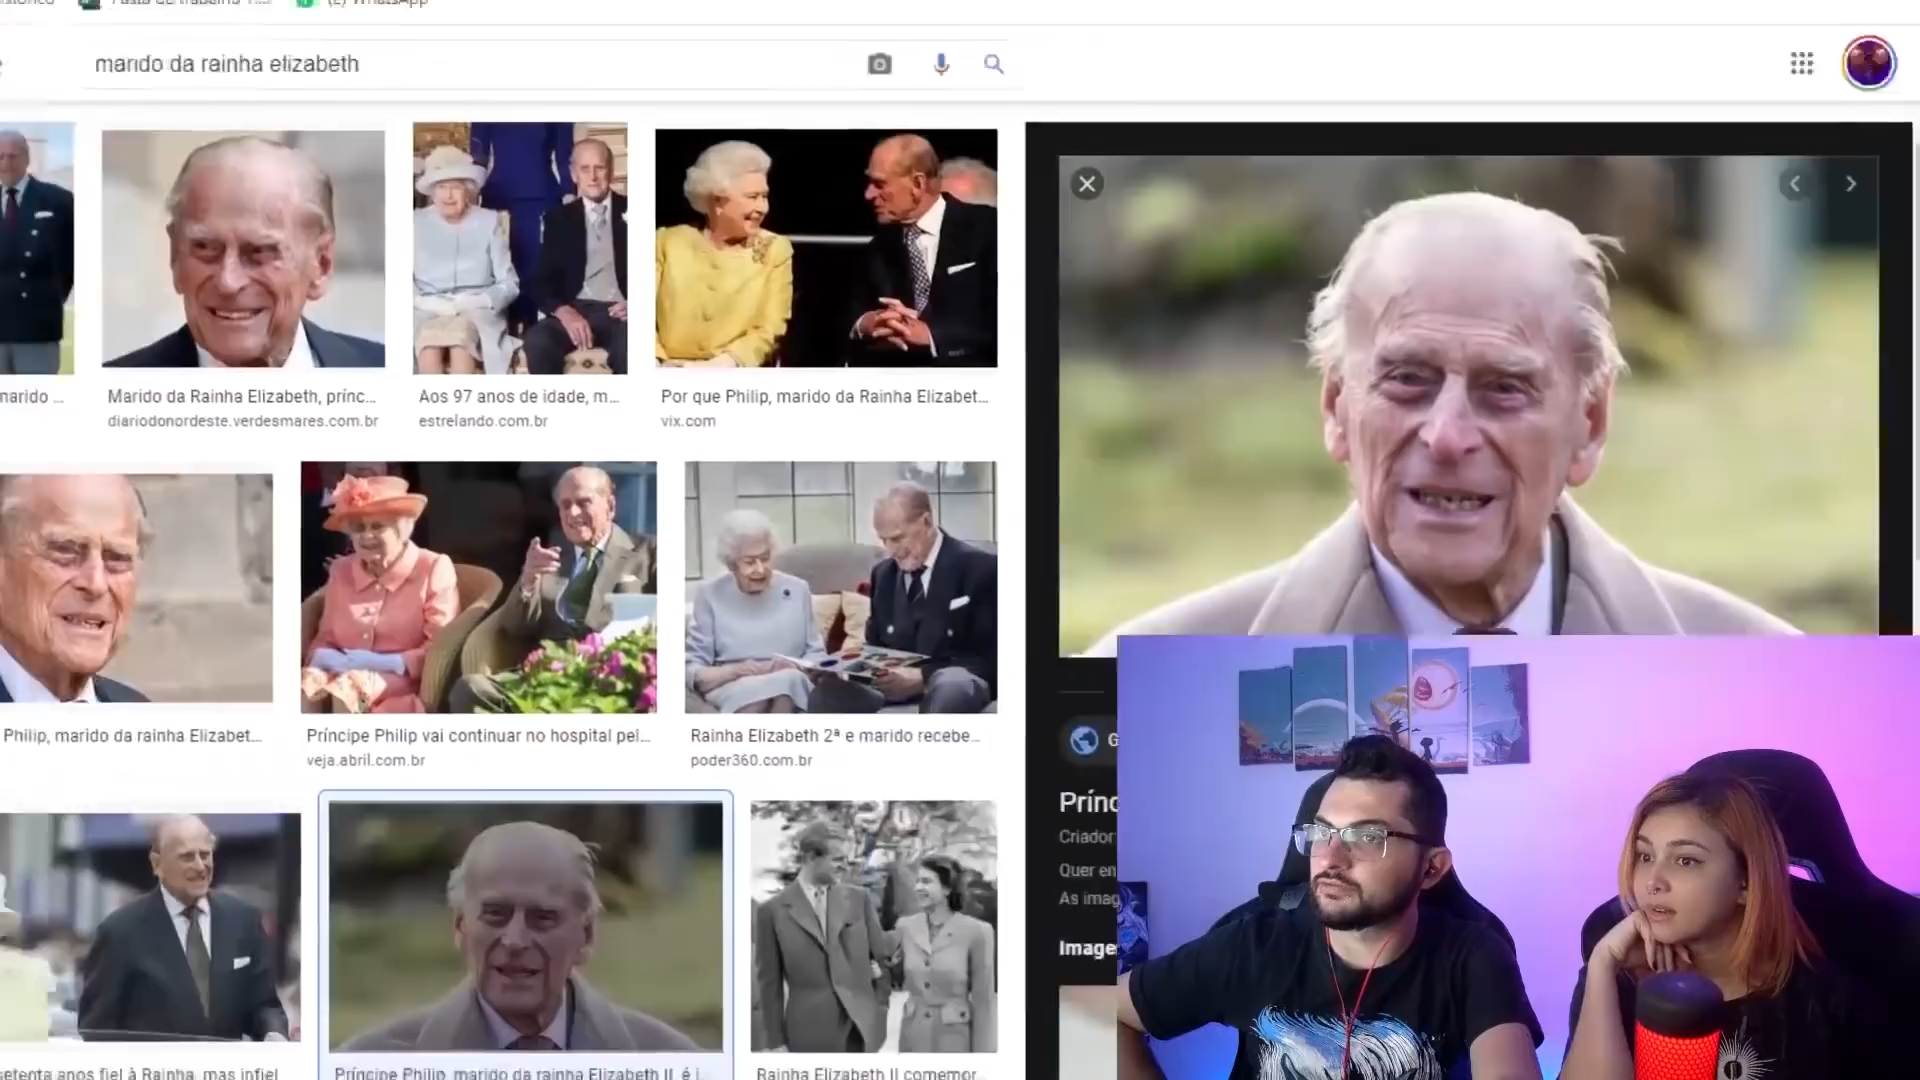 (2) WhatsApp
marido da rainha elizabeth
marido ...
Marido da Rainha Elizabeth, prínc...
diariodonordeste.verdesmares.com.br
Aos 97 anos de idade, m...
estrelando.com.br
Por que Philip, marido da Rainha Elizabet...
vix.com
Philip, marido da rainha Elizabet...
Príncipe Philip vai continuar no hospital pel...
veja.abril.com.br
Rainha Elizabeth 2ª e marido recebe...
poder360.com.br
G
Prínc
Criador
Quer en
As imag
Image
setenta anos fiel à Rainha, mas infiel
Príncipe Philip, marido da rainha Elizabeth II, é i...
Rainha Elizabeth II comemor...